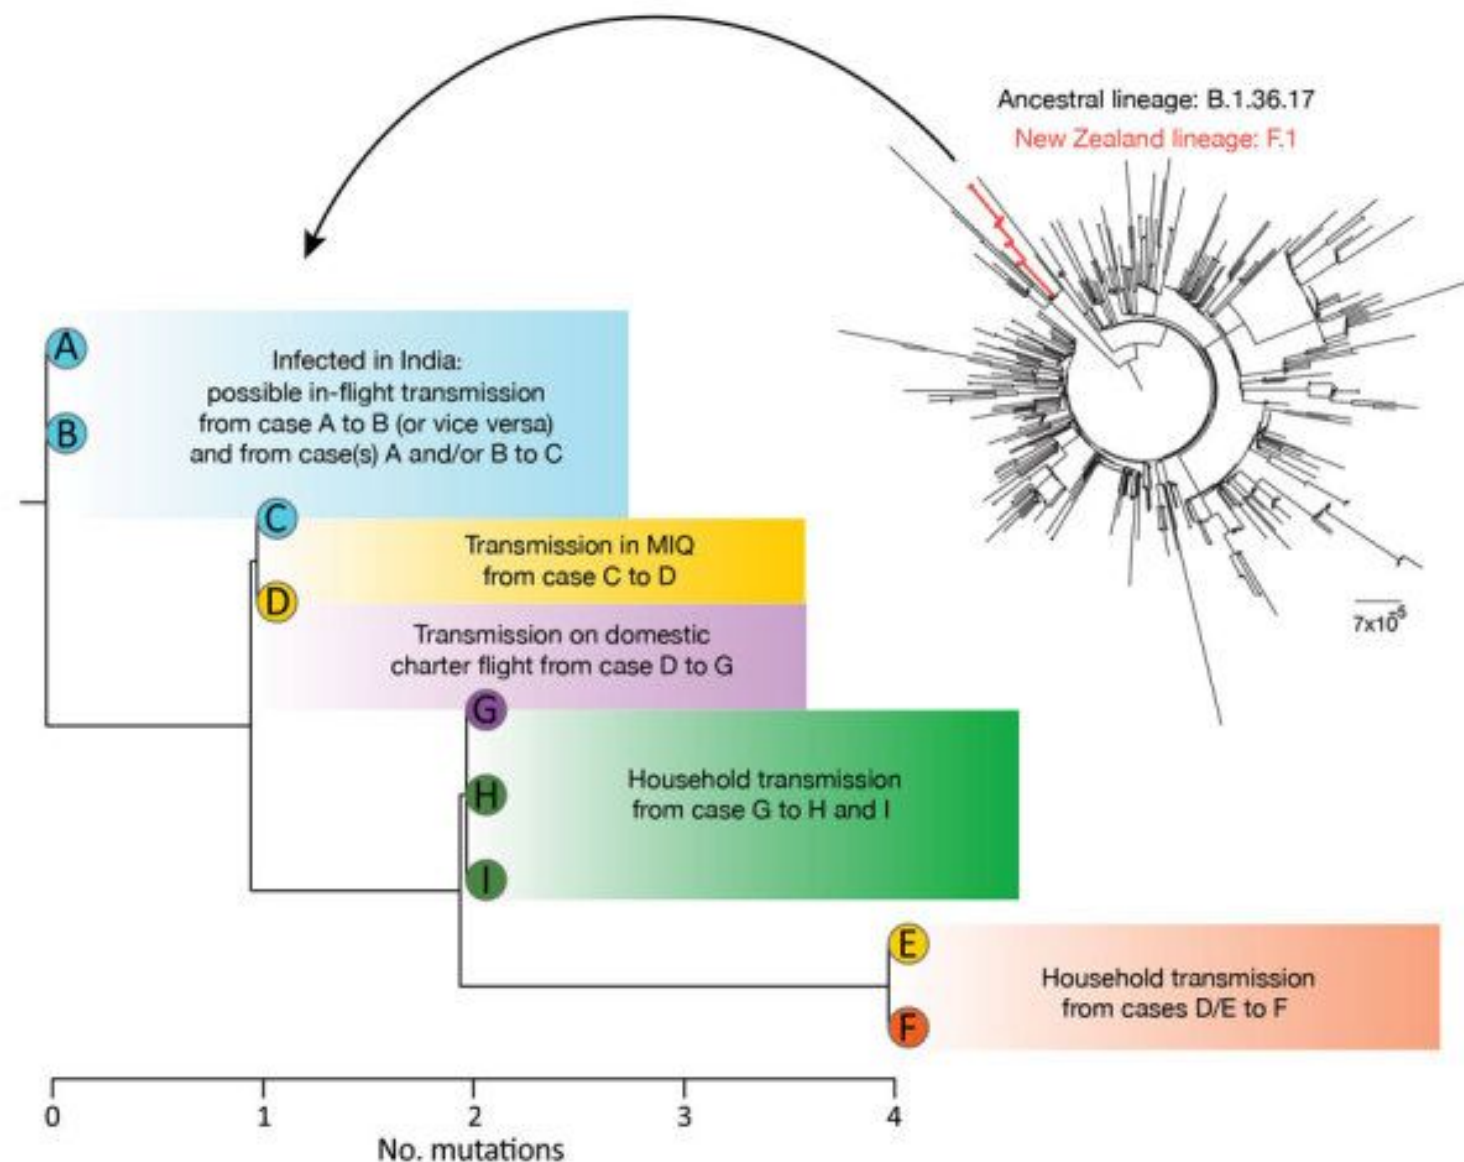 Ancestral lineage: B.1.36.17
New Zealand lineage: F.1
A
Infected in India:
possible in-flight transmission
from case A to B (or vice versa)
and from case(s) A and/or B to C
B
C
Transmission in MIQ
from case C to D
D
Transmission on domestic
charter flight from case D to G
7x10-5
G
H
Household transmission
from case G to H and I
I
E
Household transmission
from cases D/E to F
F
0 1 2 3 4
No. mutations